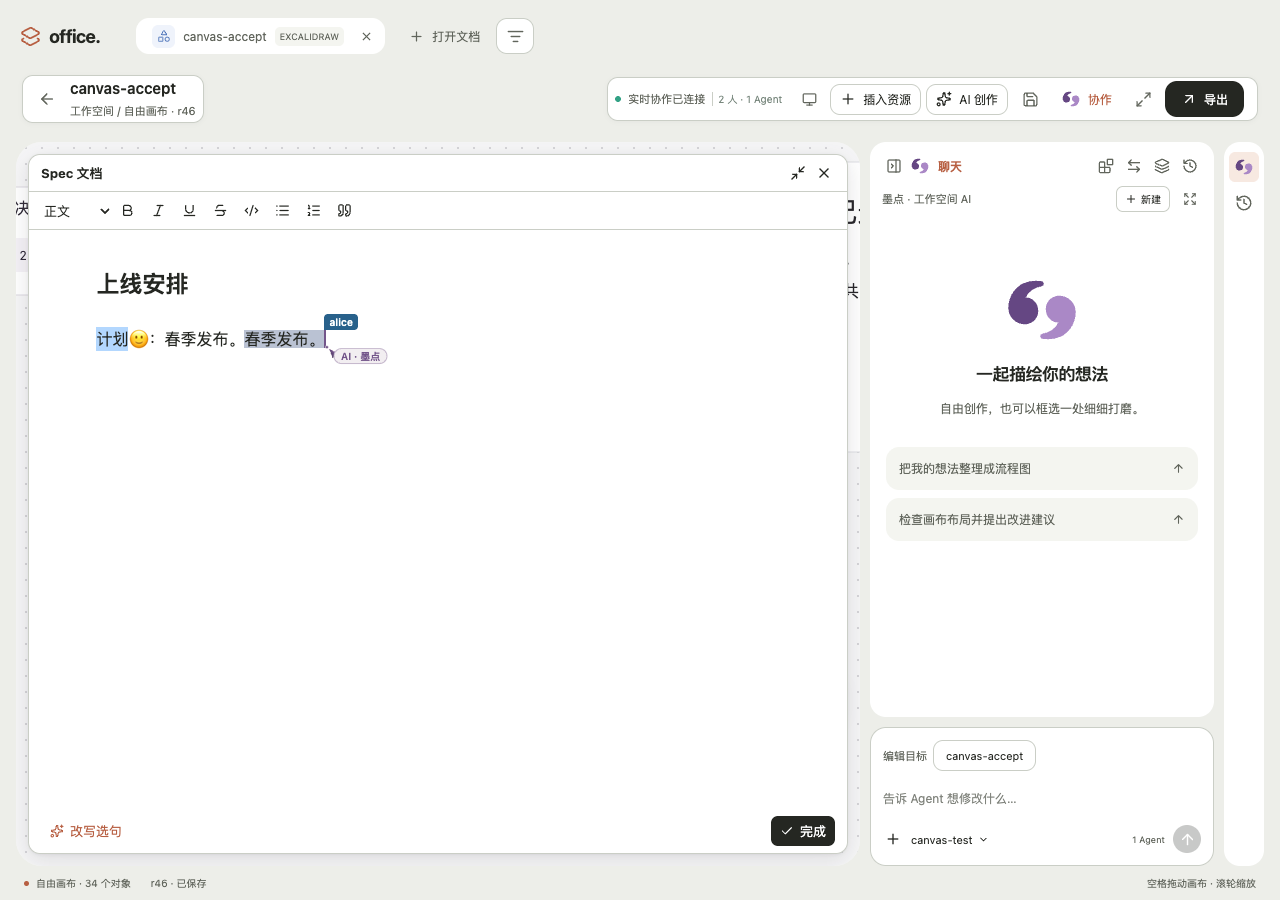 office.
canvas-accept EXCALIDRAW
打开文档
canvas-accept
工作空间 / 自由画布 · r46
实时协作已连接
2 人 · 1 Agent
插入资源
AI 创作
协作
导出
Spec 文档
正文
上线安排
alice
计划🙂：春季发布。春季发布。
AI · 墨点
决
2
共
改写选句
完成
聊天
墨点 · 工作空间 AI
新建
一起描绘你的想法
自由创作，也可以框选一处细细打磨。
把我的想法整理成流程图
检查画布布局并提出改进建议
编辑目标 canvas-accept
告诉 Agent 想修改什么...
canvas-test
1 Agent
自由画布 · 34 个对象
r46 · 已保存
空格拖动画布 · 滚轮缩放